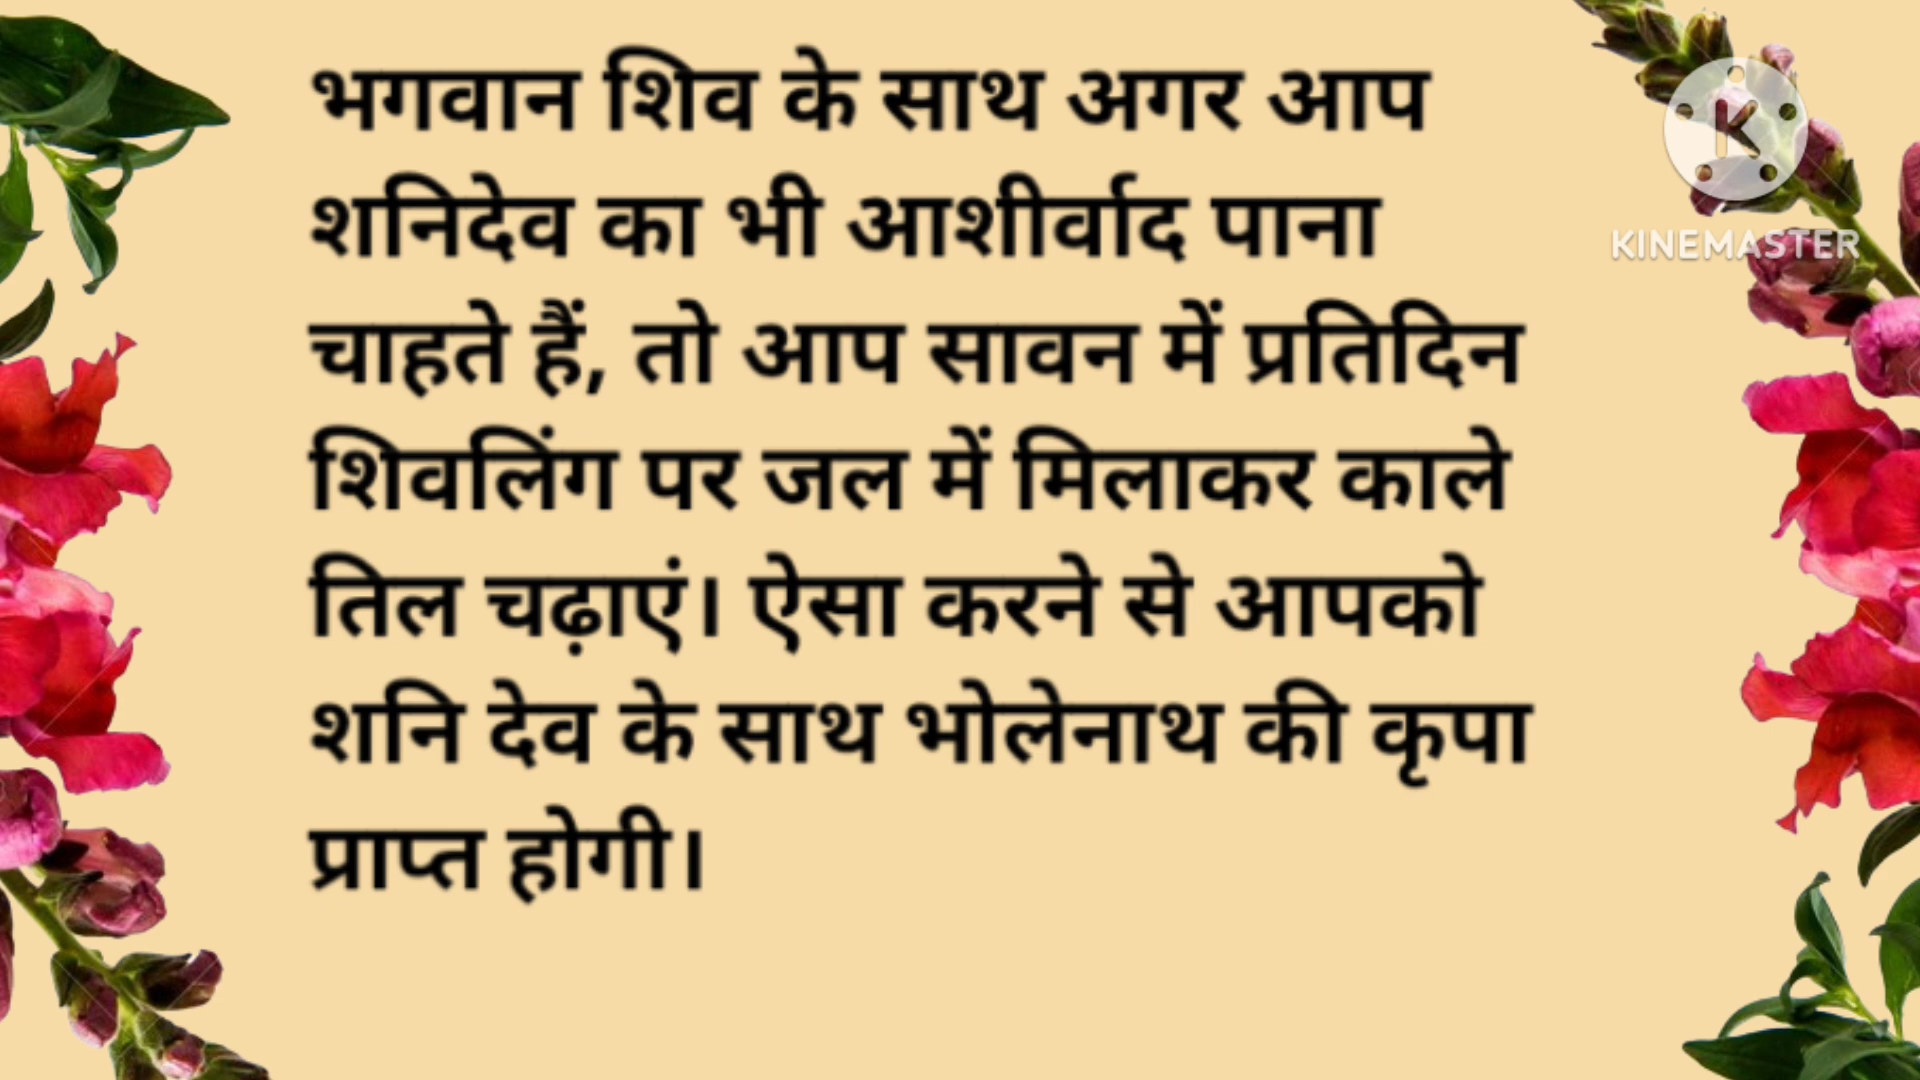 भगवान शिव के साथ अगर आप
शनिदेव का भी आशीर्वाद पाना
चाहते हैं, तो आप सावन में प्रतिदिन
शिवलिंग पर जल में मिलाकर काले
तिल चढ़ाएं। ऐसा करने से आपको
शनि देव के साथ भोलेनाथ की कृपा
प्राप्त होगी।
K
KINEMASTER